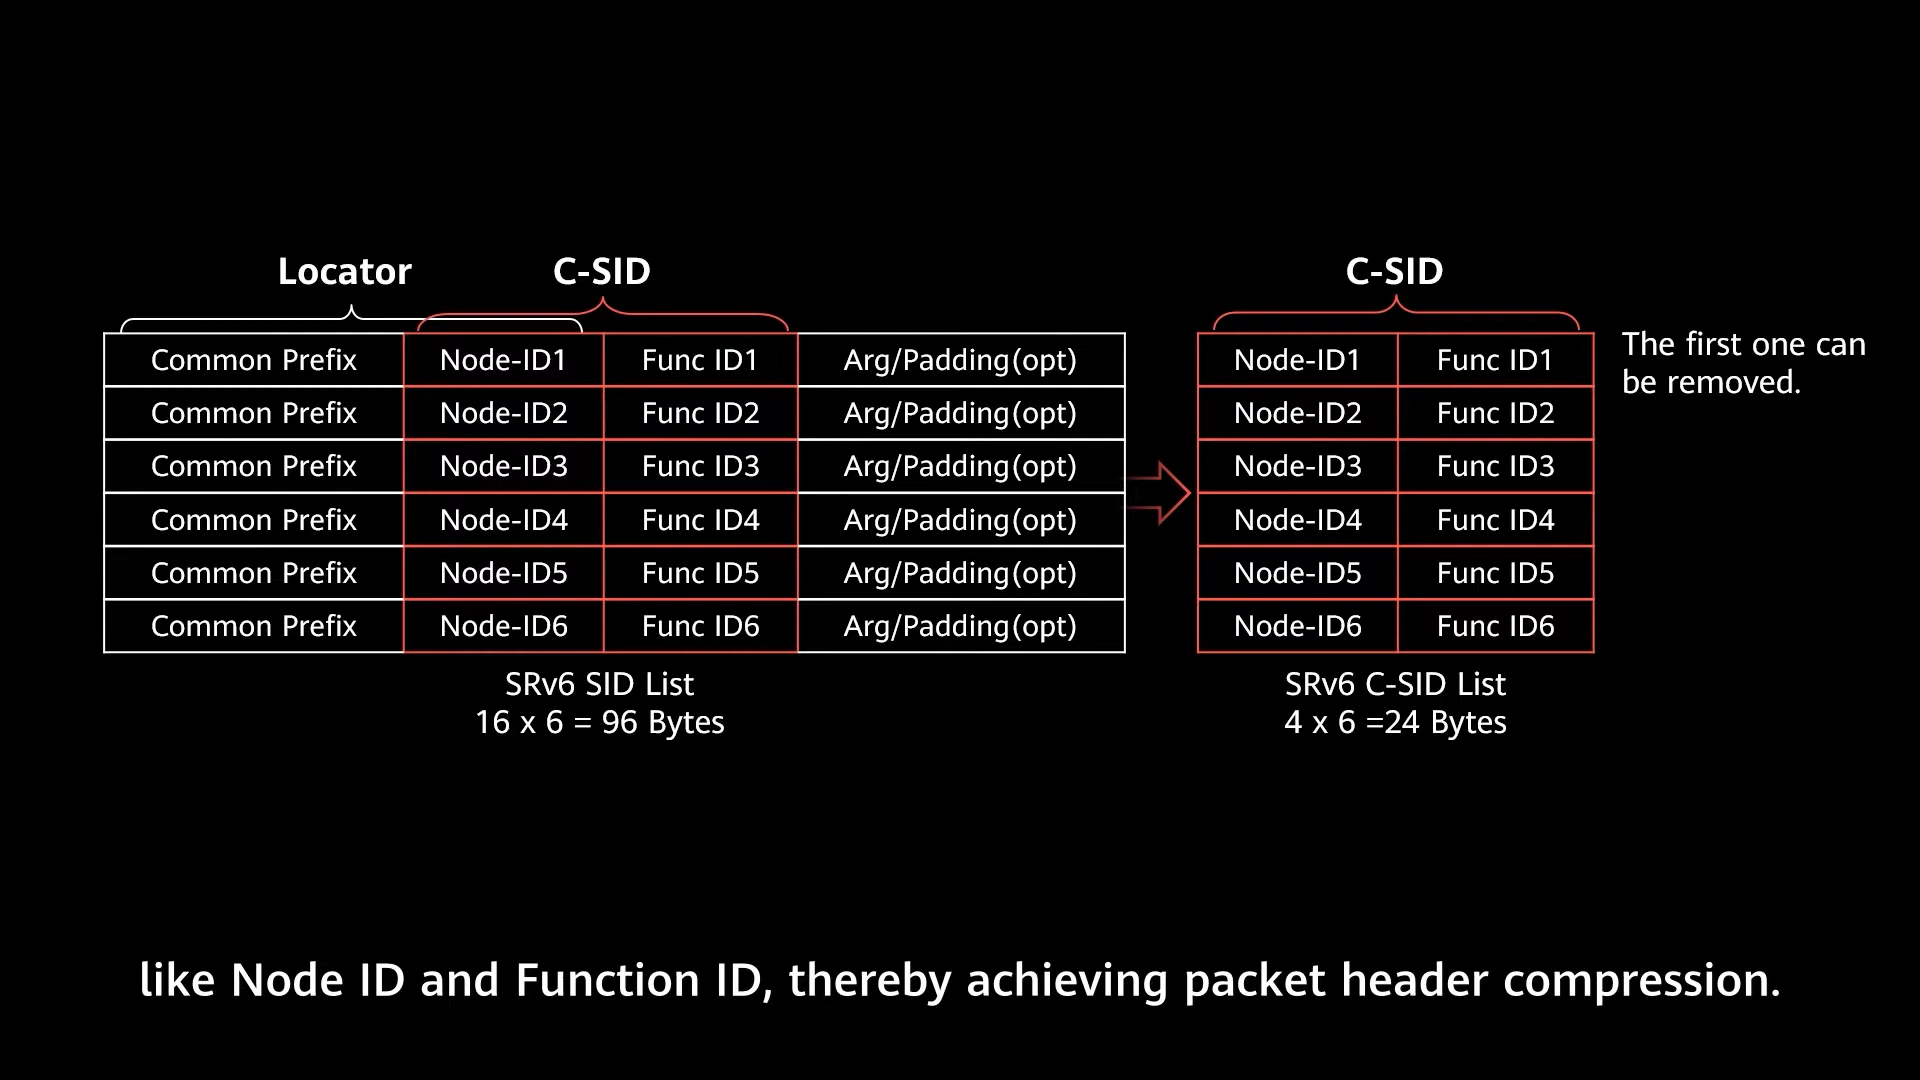 Locator C-SID C-SID
Common Prefix Node-ID1 Func ID1 Arg/Padding(opt) Node-ID1 Func ID1 The first one can
be removed.
Common Prefix Node-ID2 Func ID2 Arg/Padding(opt) Node-ID2 Func ID2
Common Prefix Node-ID3 Func ID3 Arg/Padding(opt) Node-ID3 Func ID3
Common Prefix Node-ID4 Func ID4 Arg/Padding(opt) Node-ID4 Func ID4
Common Prefix Node-ID5 Func ID5 Arg/Padding(opt) Node-ID5 Func ID5
Common Prefix Node-ID6 Func ID6 Arg/Padding(opt) Node-ID6 Func ID6
SRv6 SID List SRv6 C-SID List
16 x 6 = 96 Bytes 4 x 6 =24 Bytes
like Node ID and Function ID, thereby achieving packet header compression.